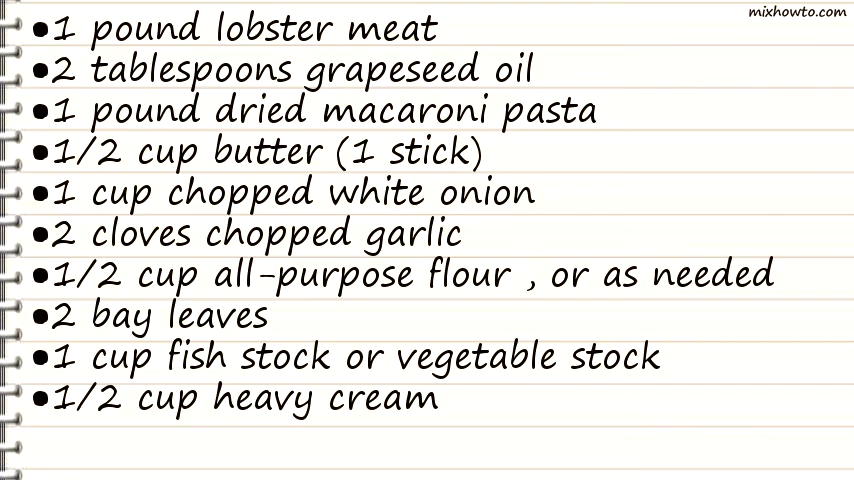 mixhowto.com
•1 pound lobster meat
•2 tablespoons grapeseed oil
•1 pound dried macaroni pasta
•1/2 cup butter (1 stick)
•1 cup chopped white onion
•2 cloves chopped garlic
•1/2 cup all-purpose flour , or as needed
•2 bay leaves
•1 cup fish stock or vegetable stock
•1/2 cup heavy cream